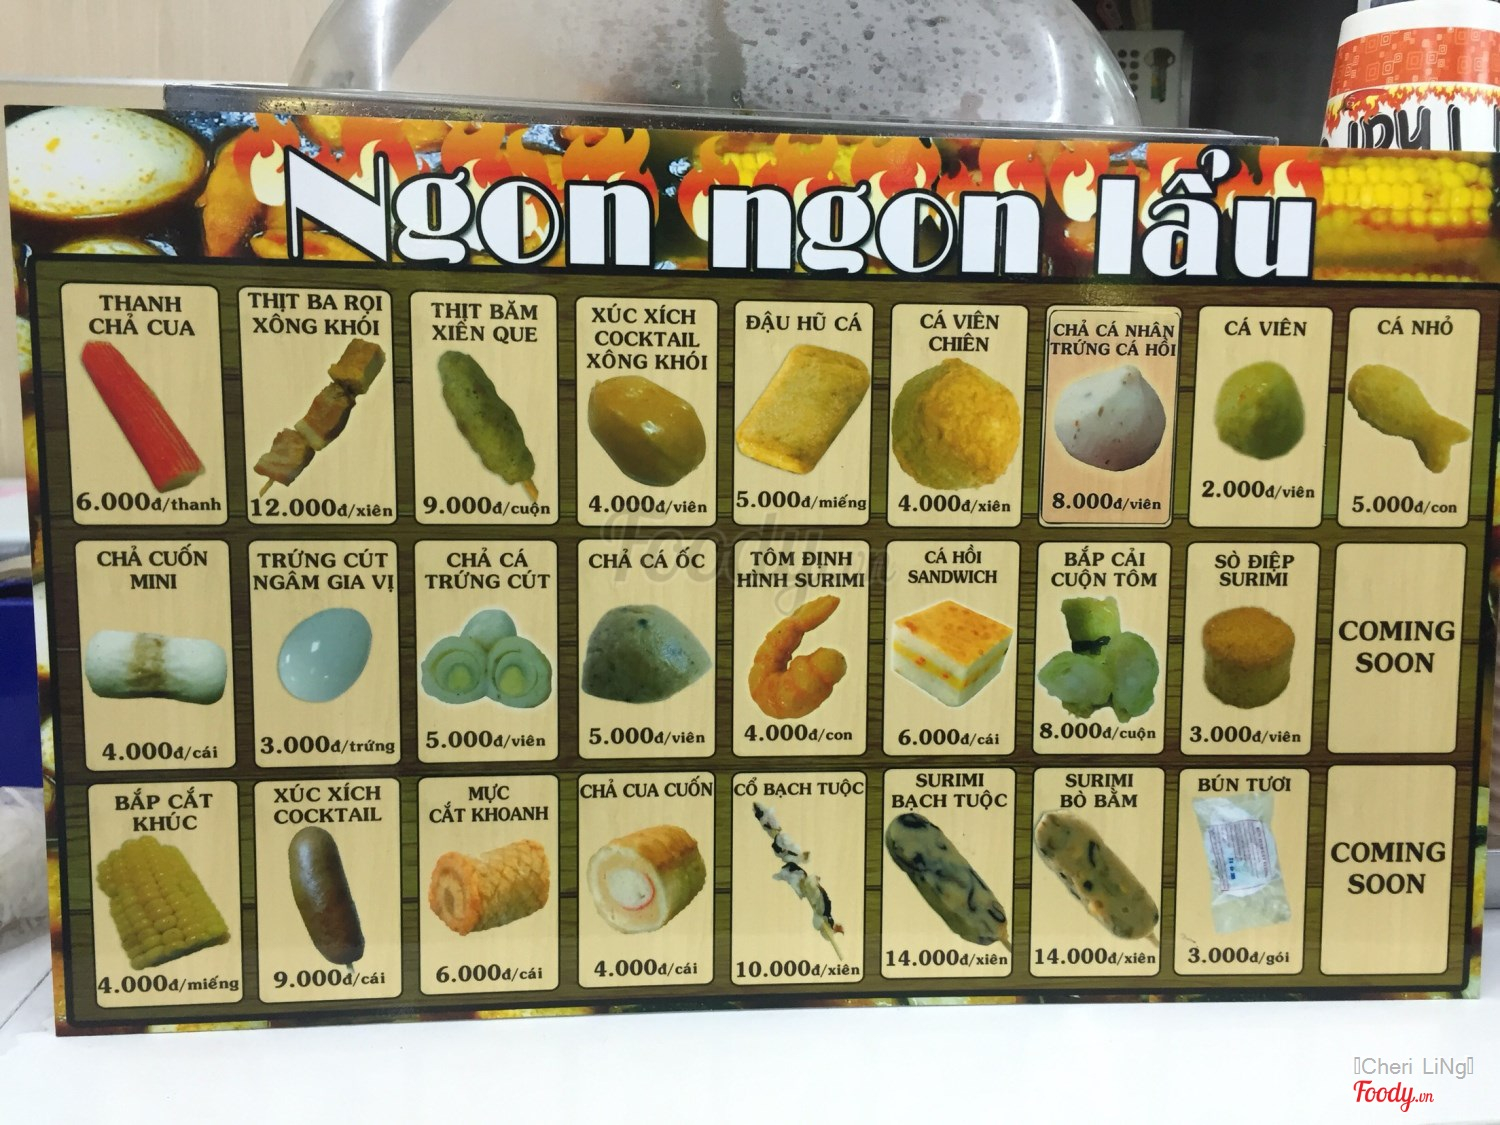 Ngon ngon lẩu
THANH
CHẢ CUA
6.000đ/thanh
THỊT BA RỌI
XÔNG KHÓI
12.000đ/xiên
THỊT BĂM
XIÊN QUE
9.000đ/cuộn
XÚC XÍCH
COCKTAIL
XÔNG KHÓI
4.000đ/viên
ĐẬU HŨ CÁ
5.000đ/miếng
CÁ VIÊN
CHIÊN
4.000đ/xiên
CHẢ CÁ NHÂN
TRỨNG CÁ HỒI
8.000đ/viên
CÁ VIÊN
2.000đ/viên
CÁ NHỎ
5.000đ/con
CHẢ CUỐN
MINI
4.000đ/cái
TRỨNG CÚT
NGÂM GIA VỊ
3.000đ/trứng
CHẢ CÁ
TRỨNG CÚT
5.000đ/viên
CHẢ CÁ ỐC
5.000đ/viên
TÔM ĐỊNH
HÌNH SURIMI
4.000đ/con
CÁ HỒI
SANDWICH
6.000đ/cái
BẮP CẢI
CUỘN TÔM
8.000đ/cuộn
SÒ ĐIỆP
SURIMI
3.000đ/viên
COMING
SOON
BẮP CẮT
KHÚC
4.000đ/miếng
XÚC XÍCH
COCKTAIL
9.000đ/cái
MỰC
CẮT KHOANH
6.000đ/cái
CHẢ CUA CUỐN
4.000đ/cái
CỔ BẠCH TUỘC
10.000đ/xiên
SURIMI
BẠCH TUỘC
14.000đ/xiên
SURIMI
BÒ BẰM
14.000đ/xiên
BÚN TƯƠI
3.000đ/gói
COMING
SOON
Foody.vn
Cheri LiNg
Foody.vn